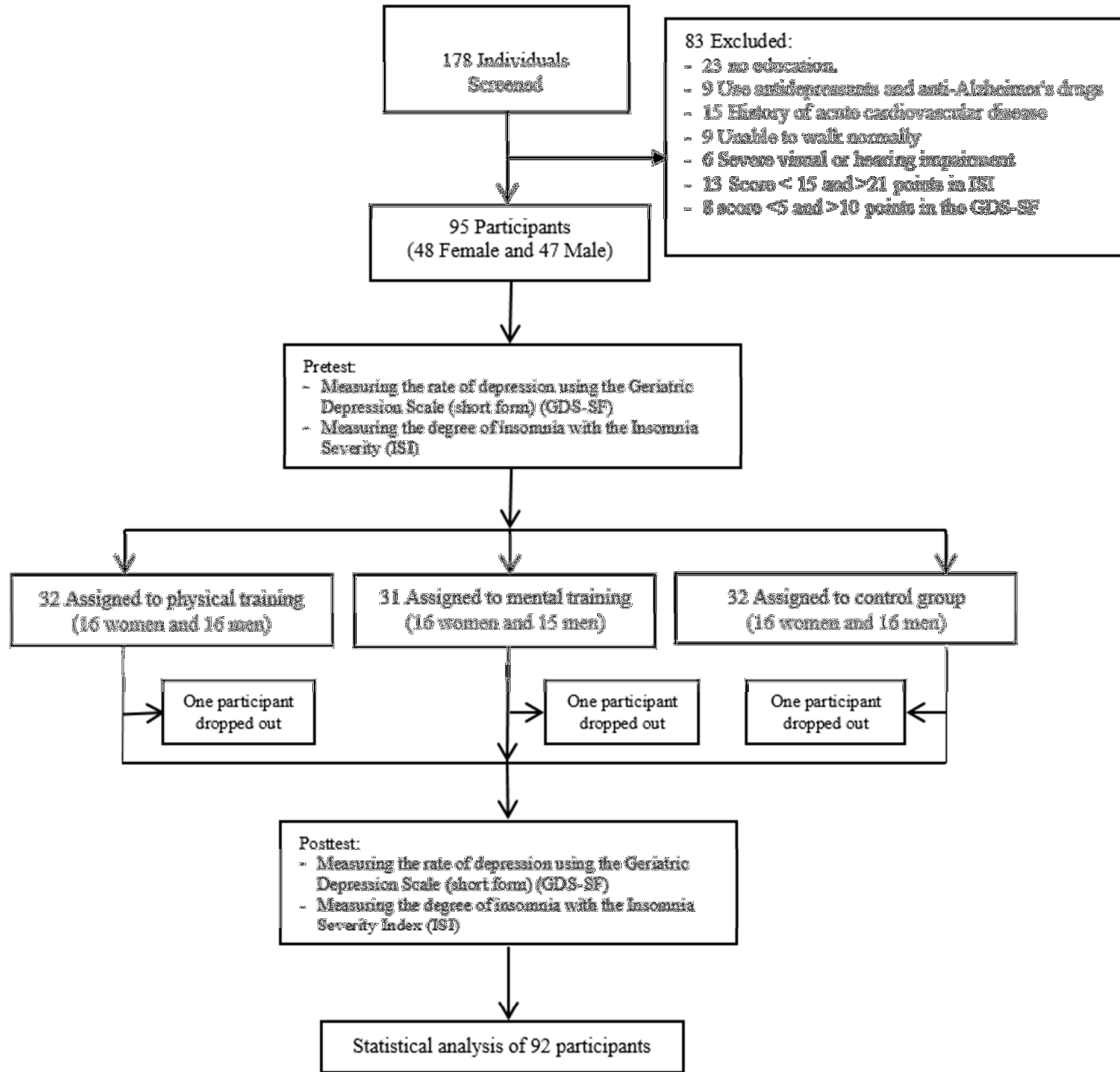 178 Individuals
Screened
83 Excluded:
- 23 no education.
- 9 Use antidepressants and anti-Alzheimer's drugs
- 15 History of acute cardiovascular disease
- 9 Unable to walk normally
- 6 Severe visual or hearing impairment
- 13 Score < 15 and >21 points in ISI
- 8 score <5 and >10 points in the GDS-SF
95 Participants
(48 Female and 47 Male)
Pretest:
- Measuring the rate of depression using the Geriatric
Depression Scale (short form) (GDS-SF)
- Measuring the degree of insomnia with the Insomnia
Severity (ISI)
32 Assigned to physical training
(16 women and 16 men)
31 Assigned to mental training
(16 women and 15 men)
32 Assigned to control group
(16 women and 16 men)
One participant
dropped out
One participant
dropped out
One participant
dropped out
Posttest:
- Measuring the rate of depression using the Geriatric
Depression Scale (short form) (GDS-SF)
- Measuring the degree of insomnia with the Insomnia
Severity Index (ISI)
Statistical analysis of 92 participants